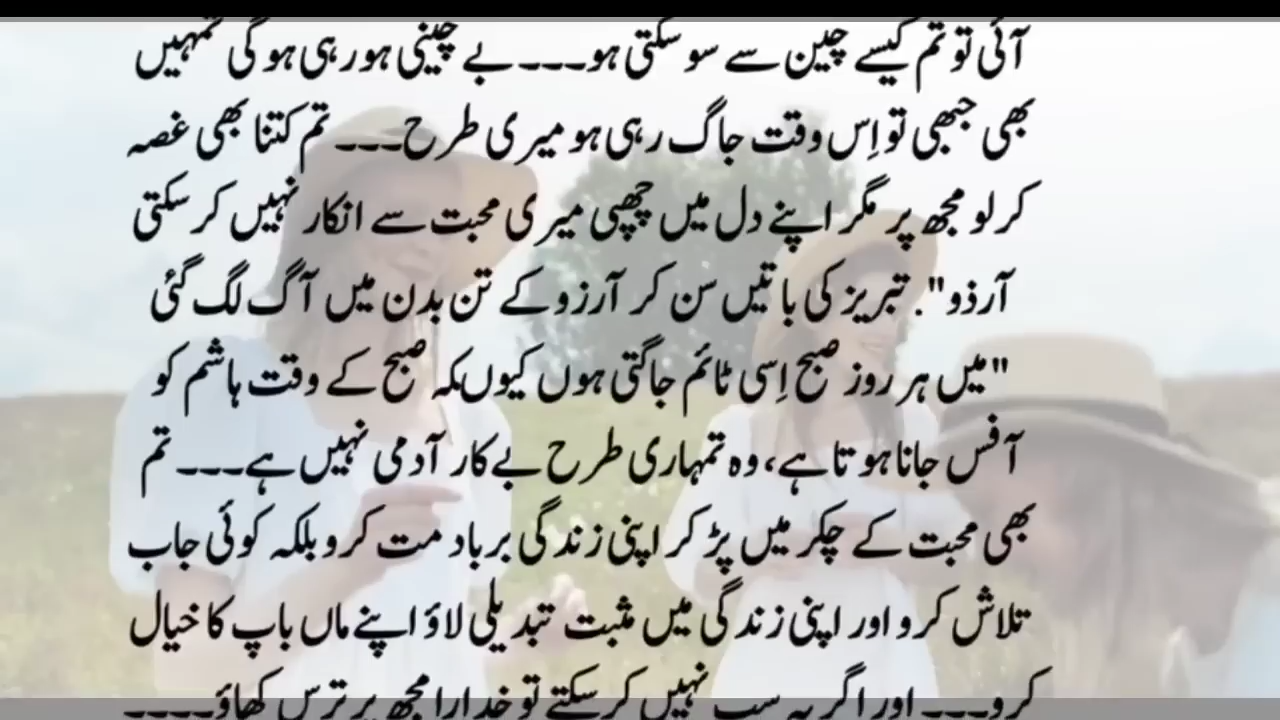 آئی تو تم کیسے چین سے سو سکتی ہو۔۔۔ بے چینی ہو رہی ہو گی تمہیں
بھی جبھی تو اِس وقت جاگ رہی ہو میری طرح۔۔۔ تم کتنا بھی غصہ
کر لو مجھ پر مگر اپنے دل میں چھپی میری محبت سے انکار نہیں کر سکتی
آرذو". تبریز کی باتیں سن کر آرزو کے تن بدن میں آگ لگ گئی
"میں ہر روز صبح اِسی ٹائم جاگتی ہوں کیوں کہ صبح کے وقت ہاشم کو
آفس جانا ہوتا ہے، وہ تمہاری طرح بے کار آدمی نہیں ہے۔۔۔ تم
بھی محبت کے چکر میں پڑ کر اپنی زندگی برباد مت کرو بلکہ کوئی جاب
تلاش کرو اور اپنی زندگی میں مثبت تبدیلی لاؤ اپنے ماں باپ کا خیال
کرو۔۔۔ اور اگر یہ سب نہیں کر سکتے تو خدارا مجھ پر ترس کھاؤ۔۔۔۔